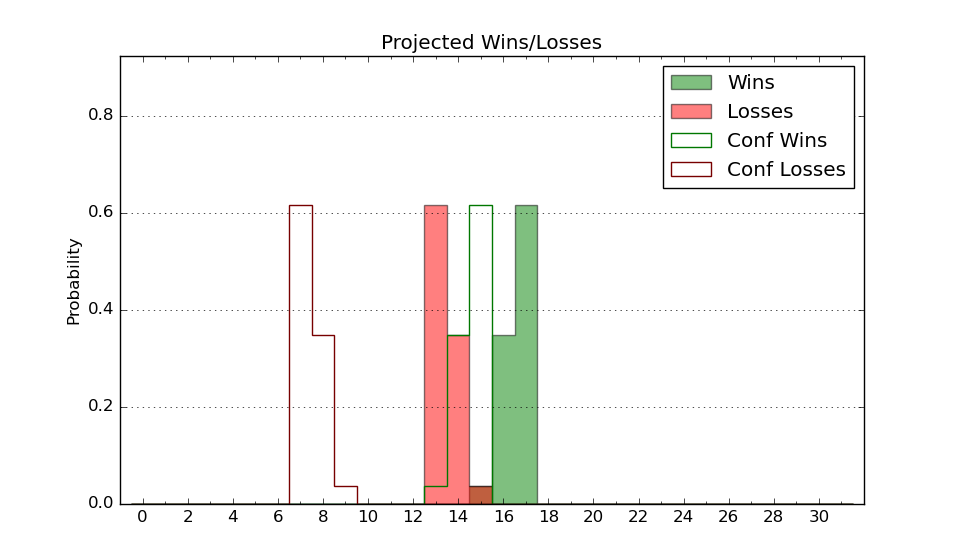 Projected Wins/Losses
Wins
Losses
Conf Wins
Conf Losses
Probability
0.8
0.6
0.4
0.2
0.0
0 2 4 6 8 10 12 14 16 18 20 22 24 26 28 30